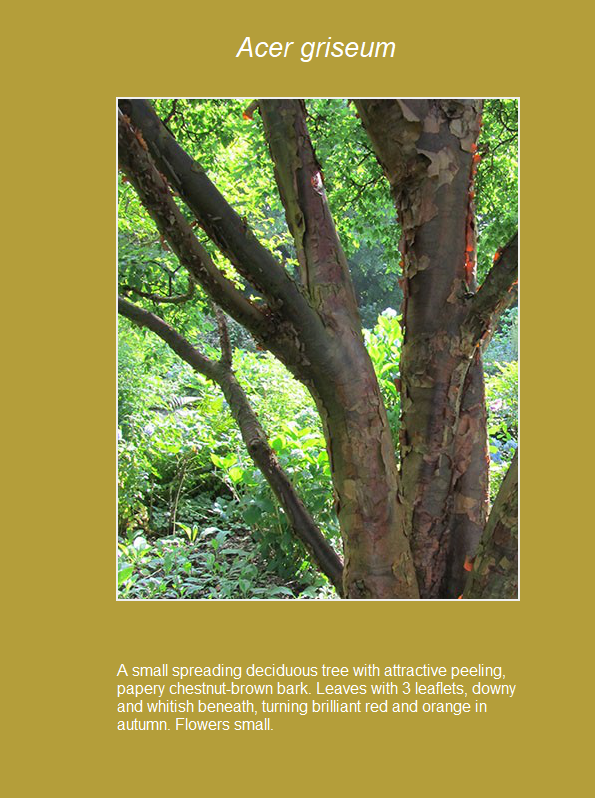 Acer griseum
A small spreading deciduous tree with attractive peeling,
papery chestnut-brown bark. Leaves with 3 leaflets, downy
and whitish beneath, turning brilliant red and orange in
autumn. Flowers small.